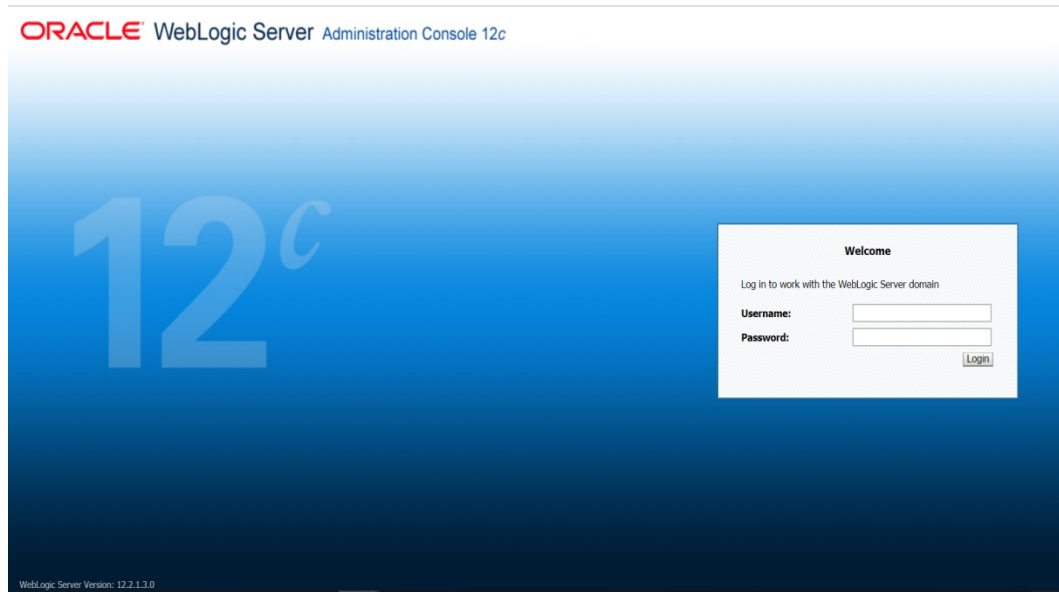 ORACLE WebLogic Server Administration Console 12c
12c
Welcome
Log in to work with the WebLogic Server domain
Username:
Password:
Login
WebLogic Server Version: 12.2.1.3.0